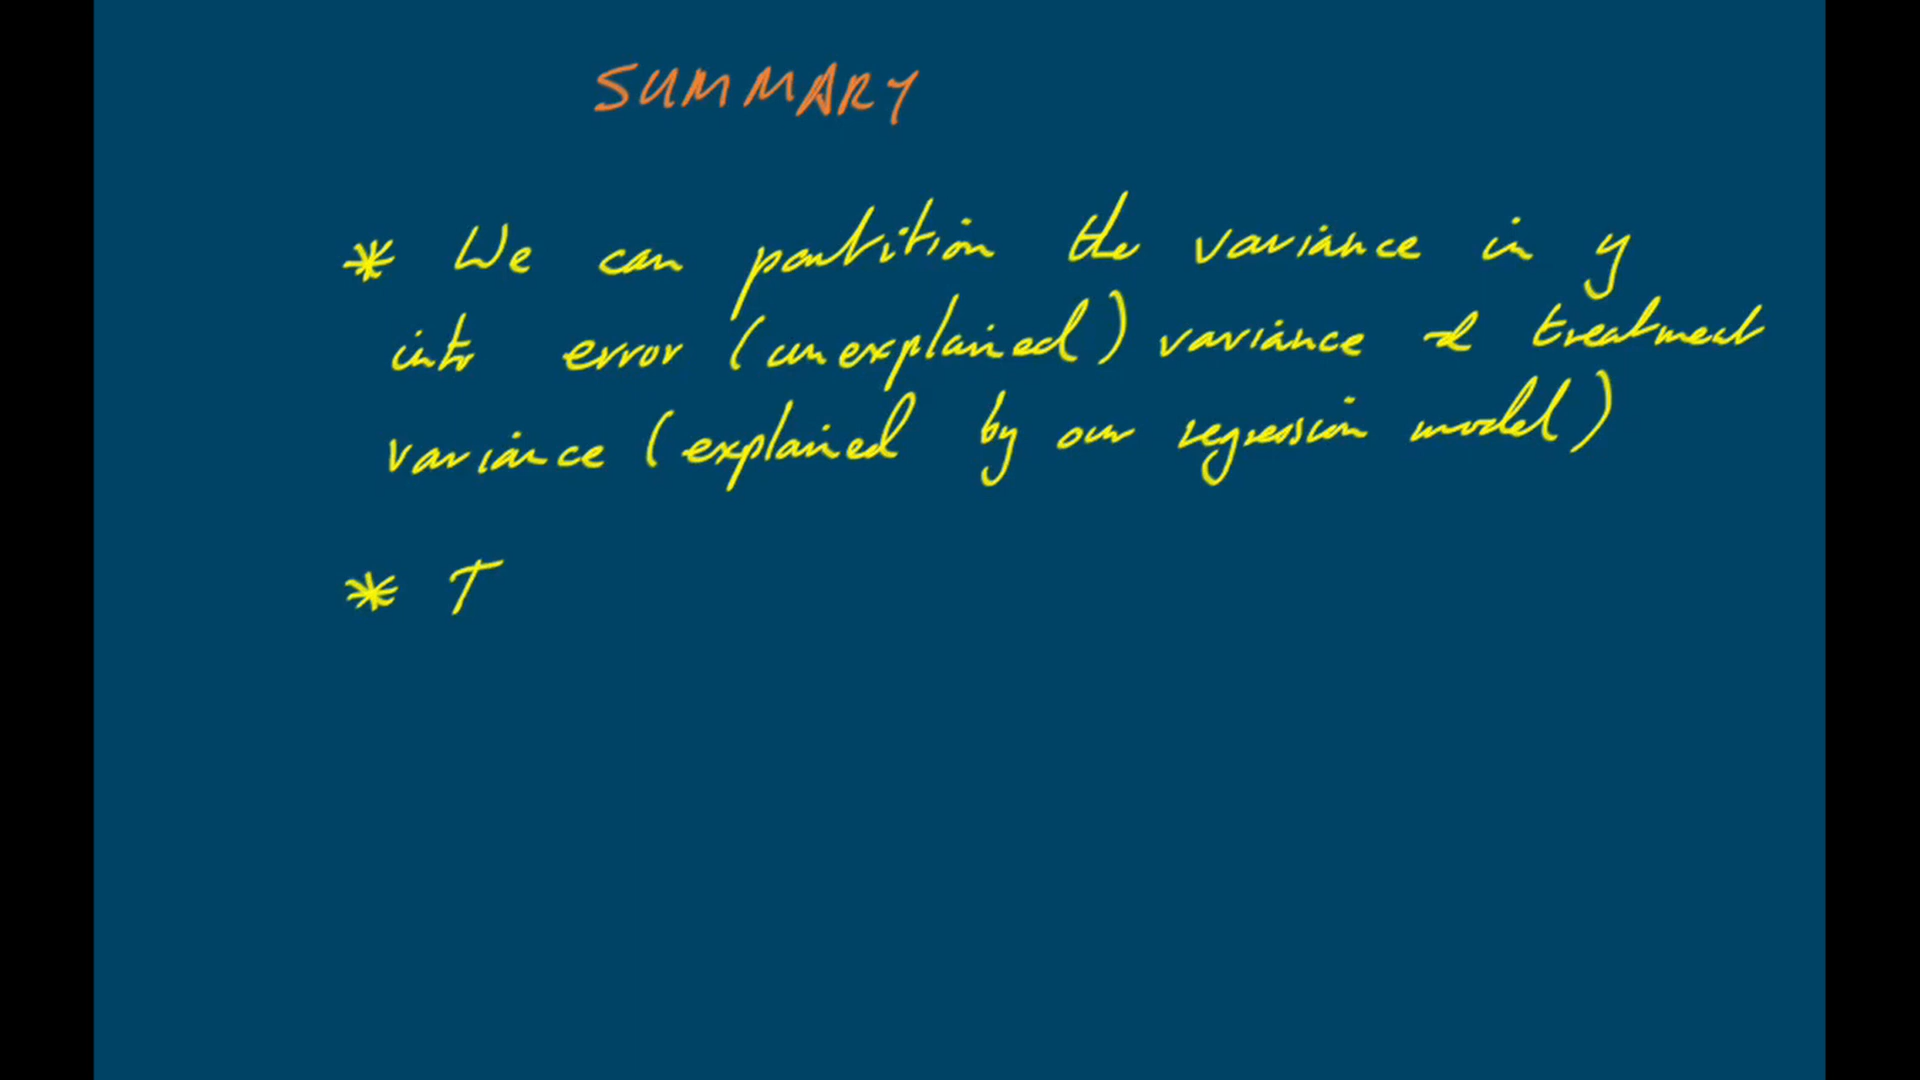 SUMMARY
* We can partition the variance in y
into error (unexplained) variance & treatment
variance (explained by our regression model)
* T